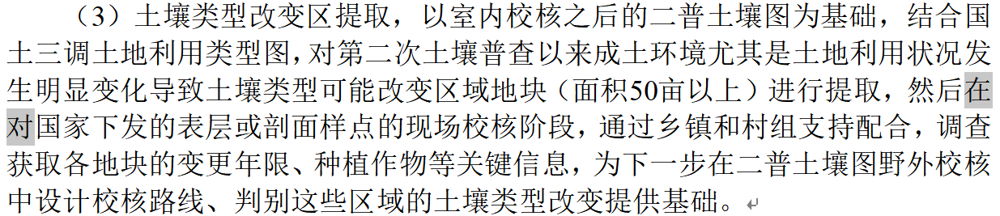 （3）土壤类型改变区提取，以室内校核之后的二普土壤图为基础，结合国
土三调土地利用类型图，对第二次土壤普查以来成土环境尤其是土地利用状况发
生明显变化导致土壤类型可能改变区域地块（面积50亩以上）进行提取，然后在
对国家下发的表层或剖面样点的现场校核阶段，通过乡镇和村组支持配合，调查
获取各地块的变更年限、种植作物等关键信息，为下一步在二普土壤图野外校核
中设计校核路线、判别这些区域的土壤类型改变提供基础。